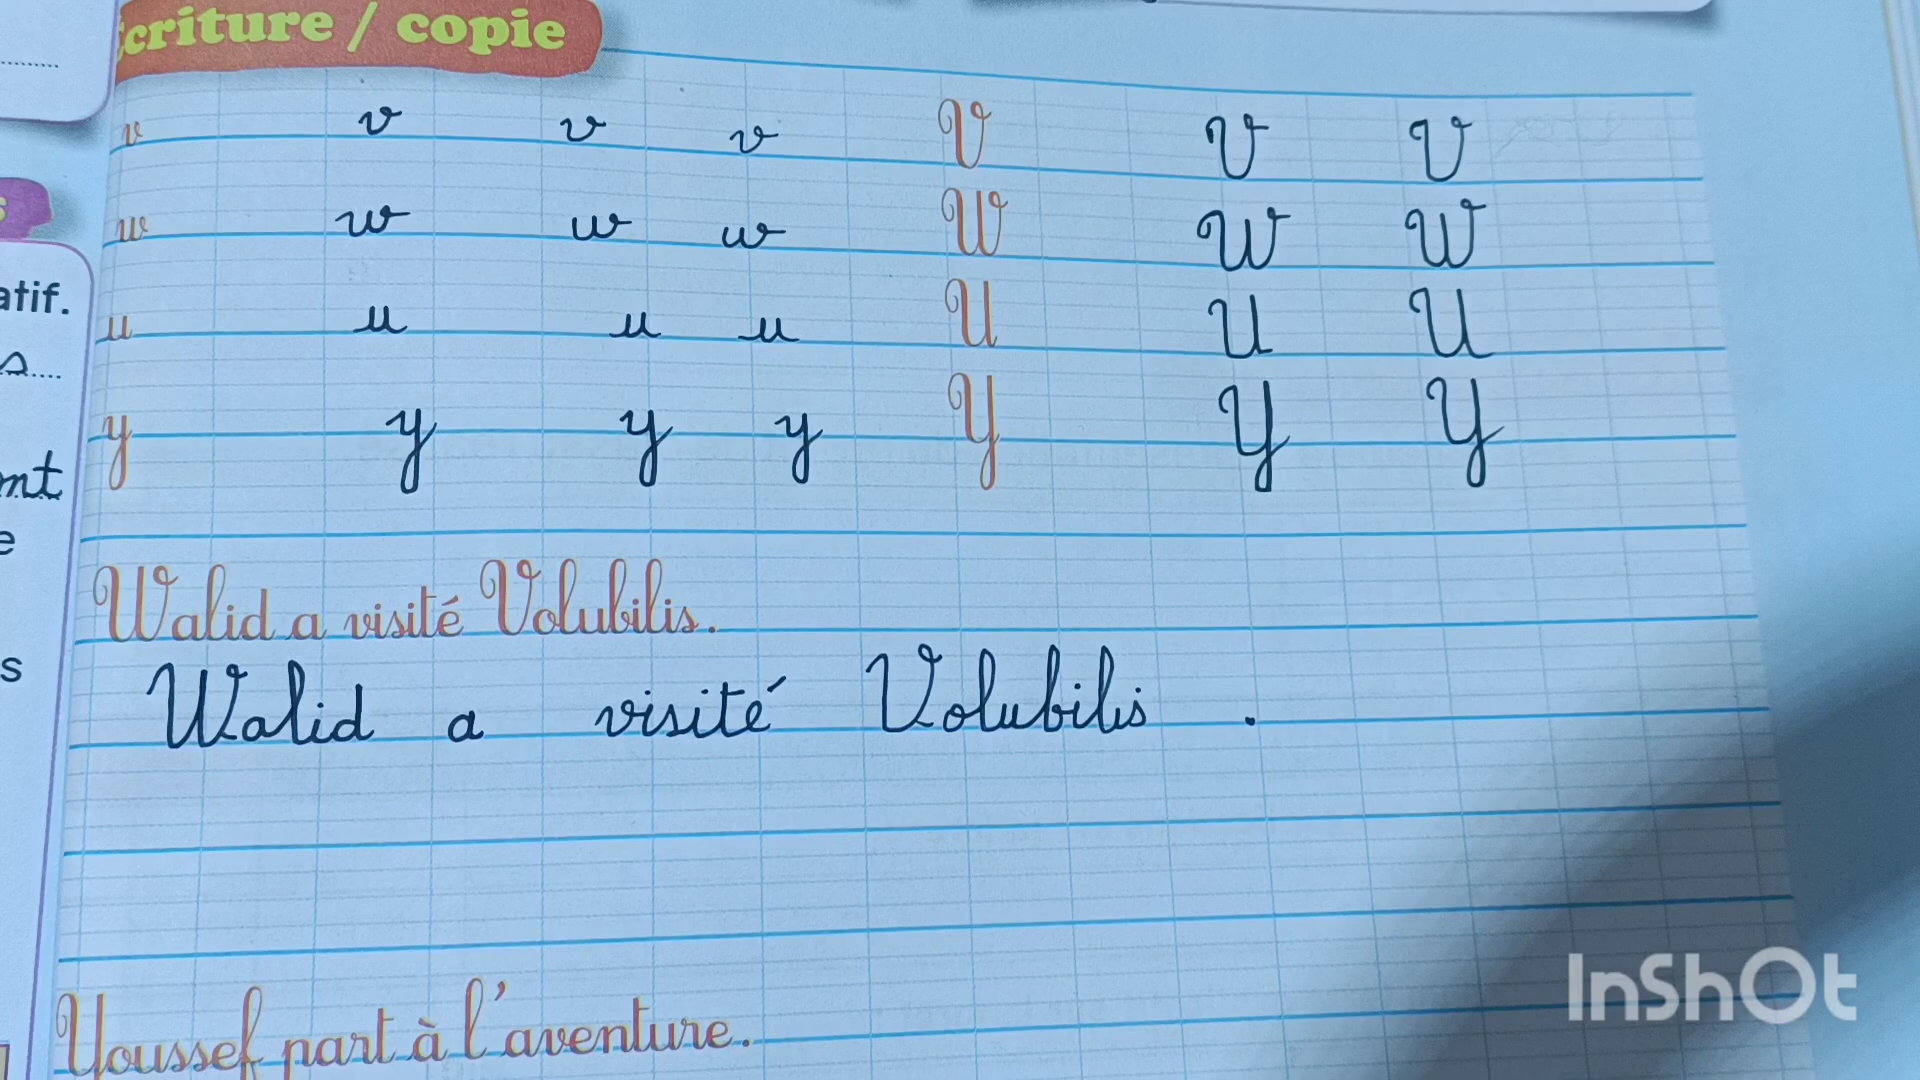 criture / copie
v v v v V V V
w w w w W W W
atif.
u u u u U U U
s....
y y y y Y Y Y
nt
e
Walid a visité Volubilis.
s
Walid a visité Volubilis .
Youssef part à l'aventure.
InShOt